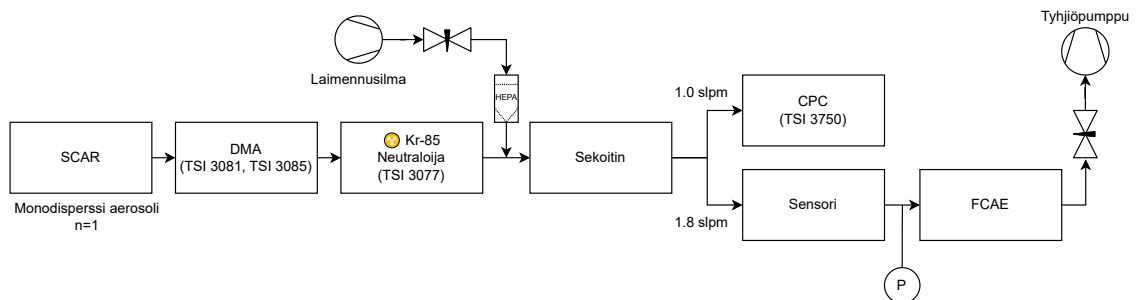 Tyhjiöpumppu
Laimennusilma
HEPA
1.0 slpm
CPC
(TSI 3750)
SCAR
DMA
(TSI 3081, TSI 3085)
Kr-85
Neutraloija
(TSI 3077)
Sekoitin
Monodisperssi aerosoli
n=1
1.8 slpm
Sensori
FCAE
P